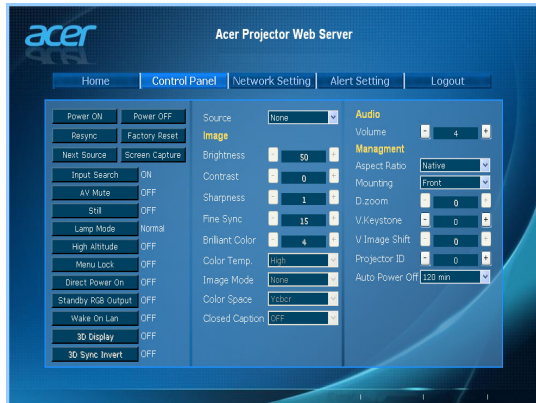 acer
Acer Projector Web Server
Home Control Panel Network Setting Alert Setting Logout
Power ON Power OFF
Resync Factory Reset
Next Source Screen Capture
Input Search ON
AV Mute OFF
Still OFF
Lamp Mode Normal
High Altitude OFF
Menu Lock OFF
Direct Power On OFF
Standby RGB Output OFF
Wake On Lan OFF
3D Display OFF
3D Sync Invert OFF
Source None
Image
Brightness - 50 +
Contrast - 0 +
Sharpness - 1 +
Fine Sync - 15 +
Brilliant Color - 4 +
Color Temp. High
Image Mode None
Color Space Ycbcr
Closed Caption OFF
Audio
Volume - 4 +
Managment
Aspect Ratio Native
Mounting Front
D.zoom - 0 +
V.Keystone - 0 +
V Image Shift - 0 +
Projector ID - 0 +
Auto Power Off 120 min